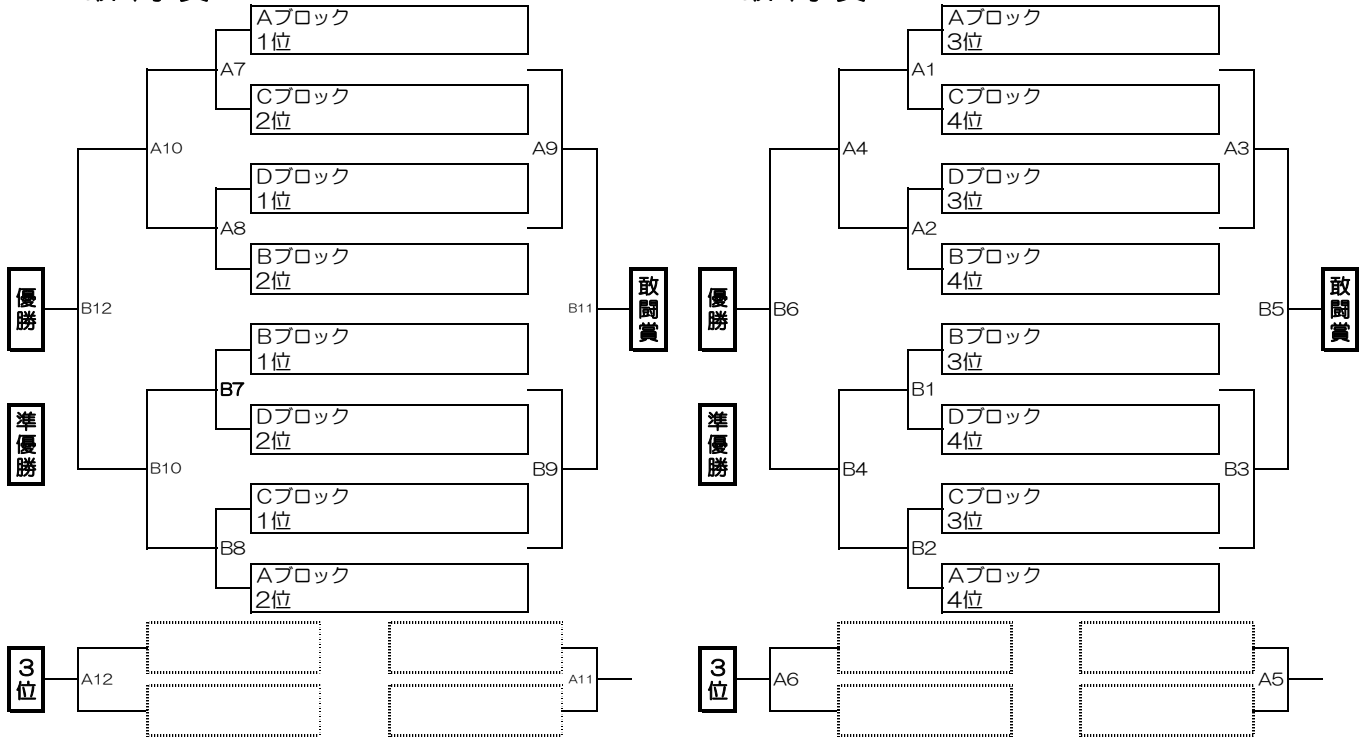 Aブロック
1位
A7
Cブロック
2位
A10
A9
Dブロック
1位
A8
Bブロック
2位
優勝
B12
B11
敢闘賞
Bブロック
1位
B7
Dブロック
2位
準優勝
B10
B9
Cブロック
1位
B8
Aブロック
2位
3位
A12
A11
Aブロック
3位
A1
Cブロック
4位
A4
A3
Dブロック
3位
A2
Bブロック
4位
優勝
B6
B5
敢闘賞
Bブロック
3位
B1
Dブロック
4位
準優勝
B4
B3
Cブロック
3位
B2
Aブロック
4位
3位
A6
A5